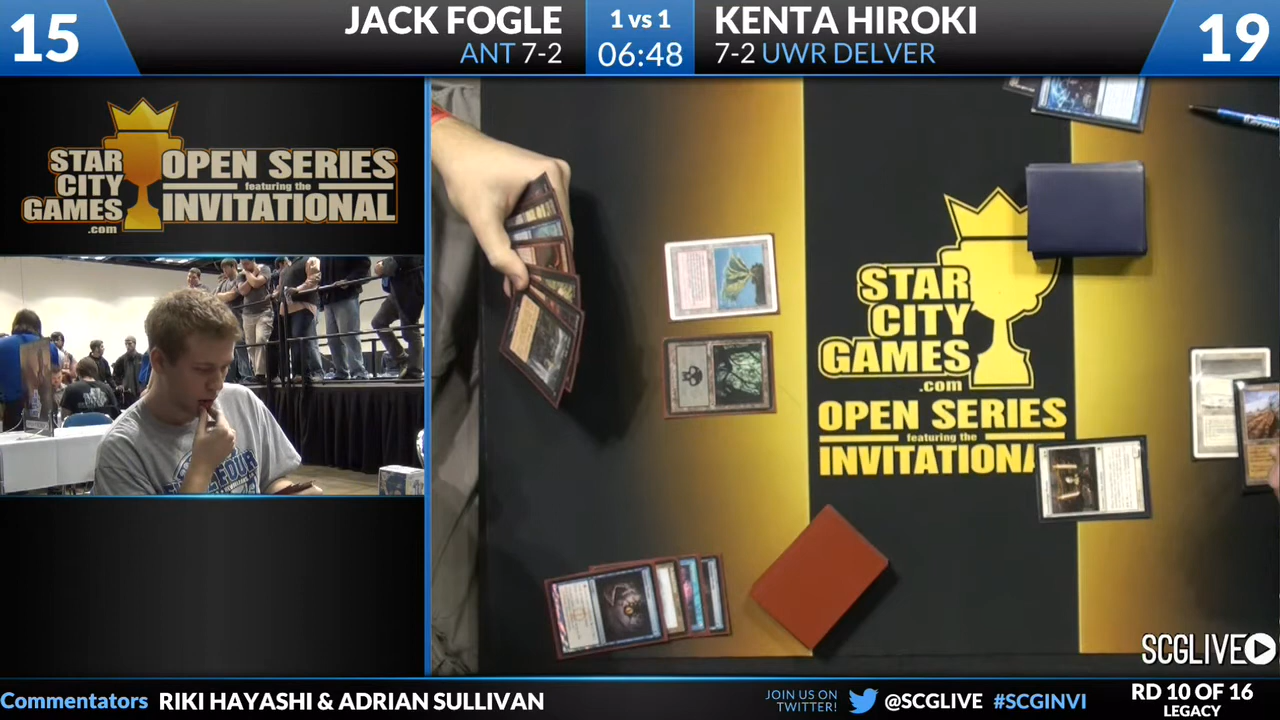 15
JACK FOGLE
ANT 7-2
1 vs 1
06:48
KENTA HIROKI
7-2 UWR DELVER
19
STAR
CITY
GAMES
.com
OPEN SERIES
featuring the
INVITATIONAL
STAR
CITY
GAMES
.com
OPEN SERIES
featuring the
INVITATIONA
SCGLIVE
Commentators RIKI HAYASHI & ADRIAN SULLIVAN
JOIN US ON
TWITTER!
@SCGLIVE #SCGINVI
RD 10 OF 16
LEGACY